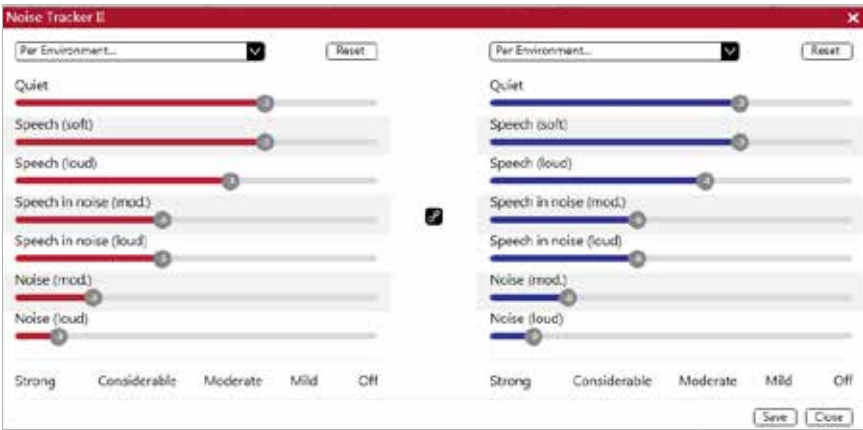 Noise Tracker II
Per Environment... Reset Per Environment... Reset
Quiet Quiet
Speech (soft) Speech (soft)
Speech (loud) Speech (loud)
Speech in noise (mod.) Speech in noise (mod.)
Speech in noise (loud) Speech in noise (loud)
Noise (mod.) Noise (mod.)
Noise (loud) Noise (loud)
Strong Considerable Moderate Mild Off Strong Considerable Moderate Mild Off
Save Close